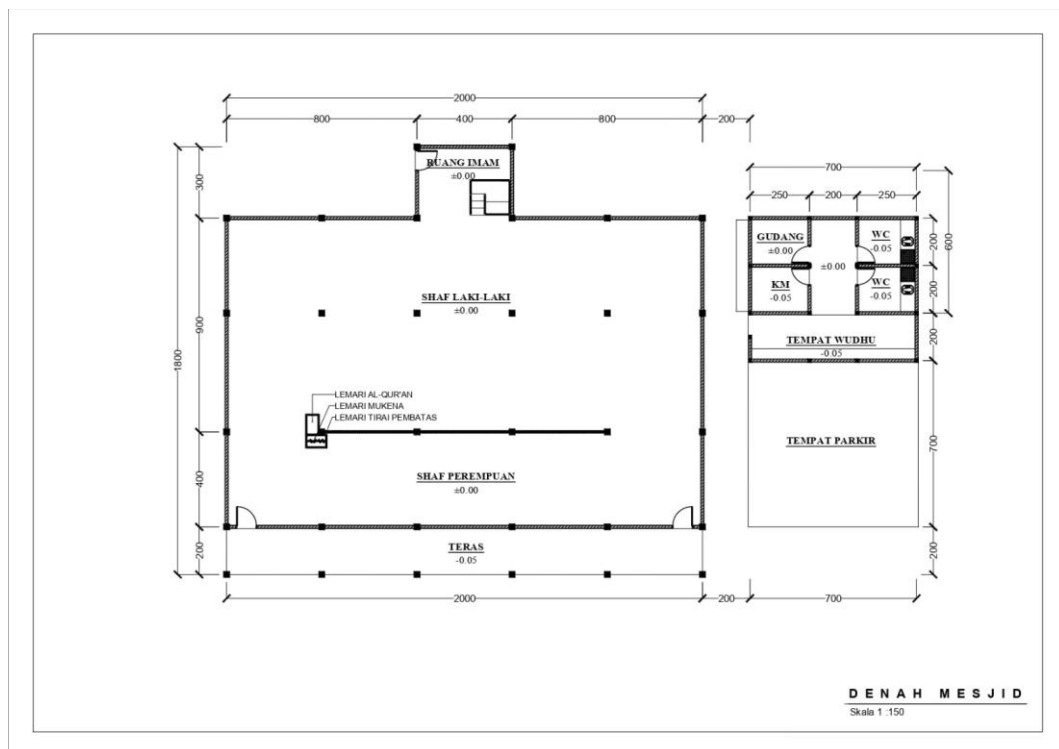 2000
800
400
800
200
300
1800
900
400
200
RUANG IMAM
±0.00
SHAF LAKI-LAKI
±0.00
LEMARI AL-QUR'AN
LEMARI MUKENA
LEMARI TIRAI PEMBATAS
SHAF PEREMPUAN
±0.00
TERAS
-0.05
2000
200
700
700
250
200
250
GUDANG
±0.00
WC
-0.05
±0.00
KM
-0.05
WC
-0.05
200
200
600
TEMPAT WUDHU
-0.05
200
TEMPAT PARKIR
700
200
DENAH MESJID
Skala 1 :150